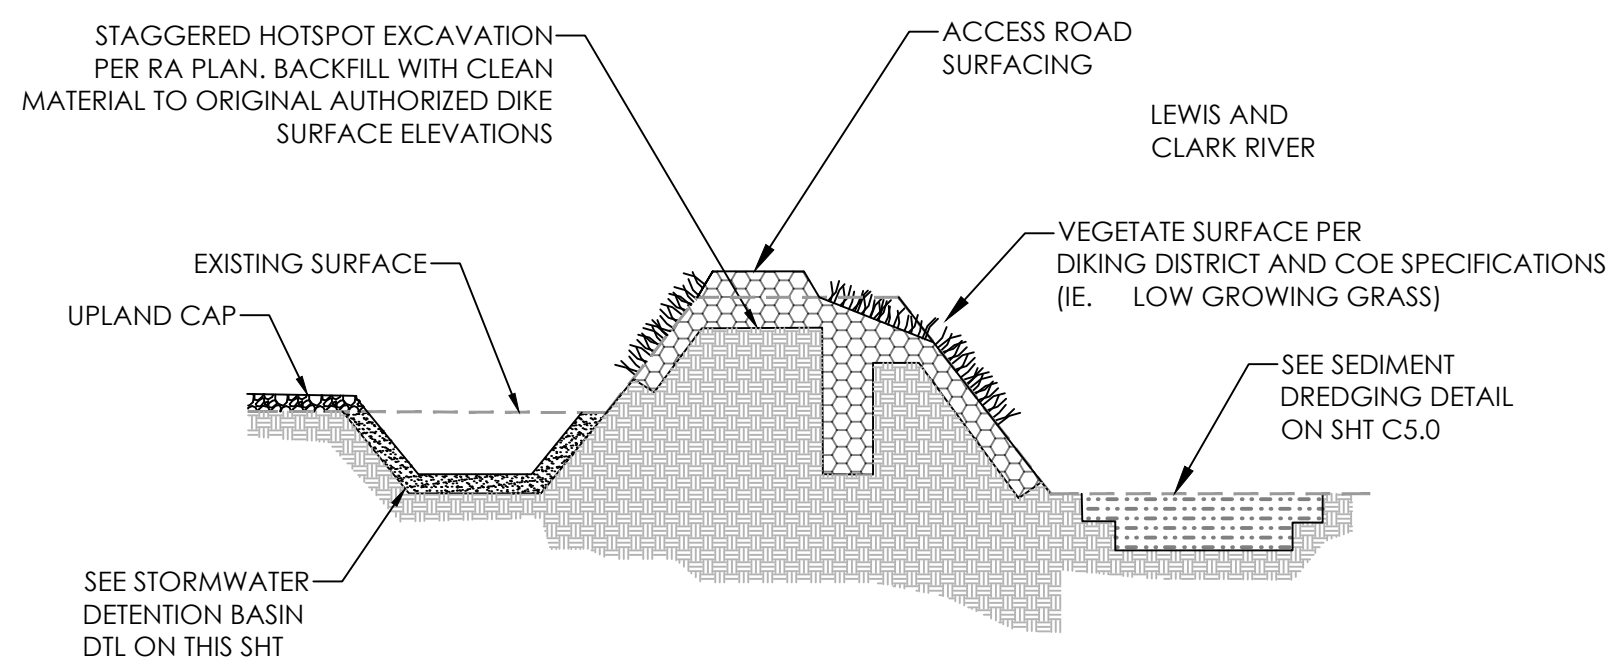 STAGGERED HOTSPOT EXCAVATION
PER RA PLAN. BACKFILL WITH CLEAN
MATERIAL TO ORIGINAL AUTHORIZED DIKE
SURFACE ELEVATIONS
ACCESS ROAD
SURFACING
LEWIS AND
CLARK RIVER
VEGETATE SURFACE PER
DIKING DISTRICT AND COE SPECIFICATIONS
(IE. LOW GROWING GRASS)
EXISTING SURFACE
UPLAND CAP
SEE SEDIMENT
DREDGING DETAIL
ON SHT C5.0
SEE STORMWATER
DETENTION BASIN
DTL ON THIS SHT